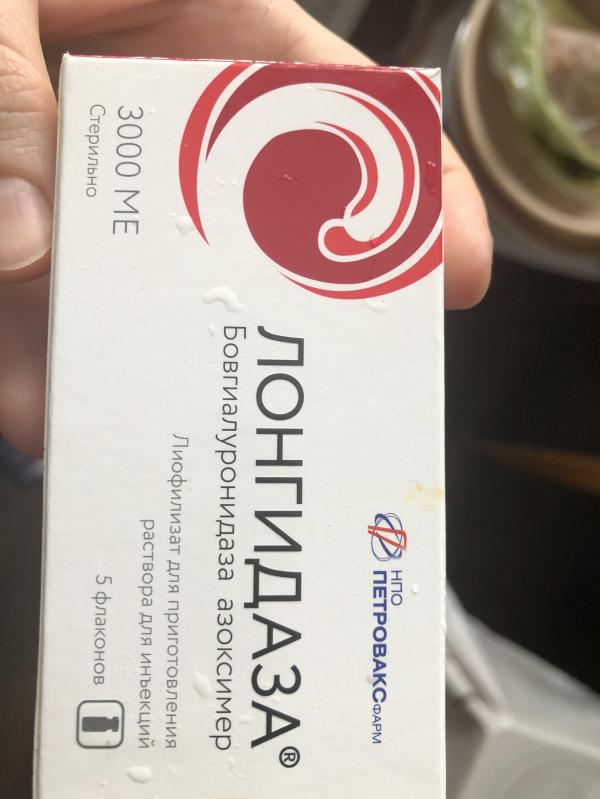 НПО
ПЕТРОВАКС ФАРМ
ЛОНГИДАЗА®
Бовгиалуронидаза азоксимер
Лиофилизат для приготовления
раствора для инъекций
3000 МЕ
Стерильно
5 флаконов